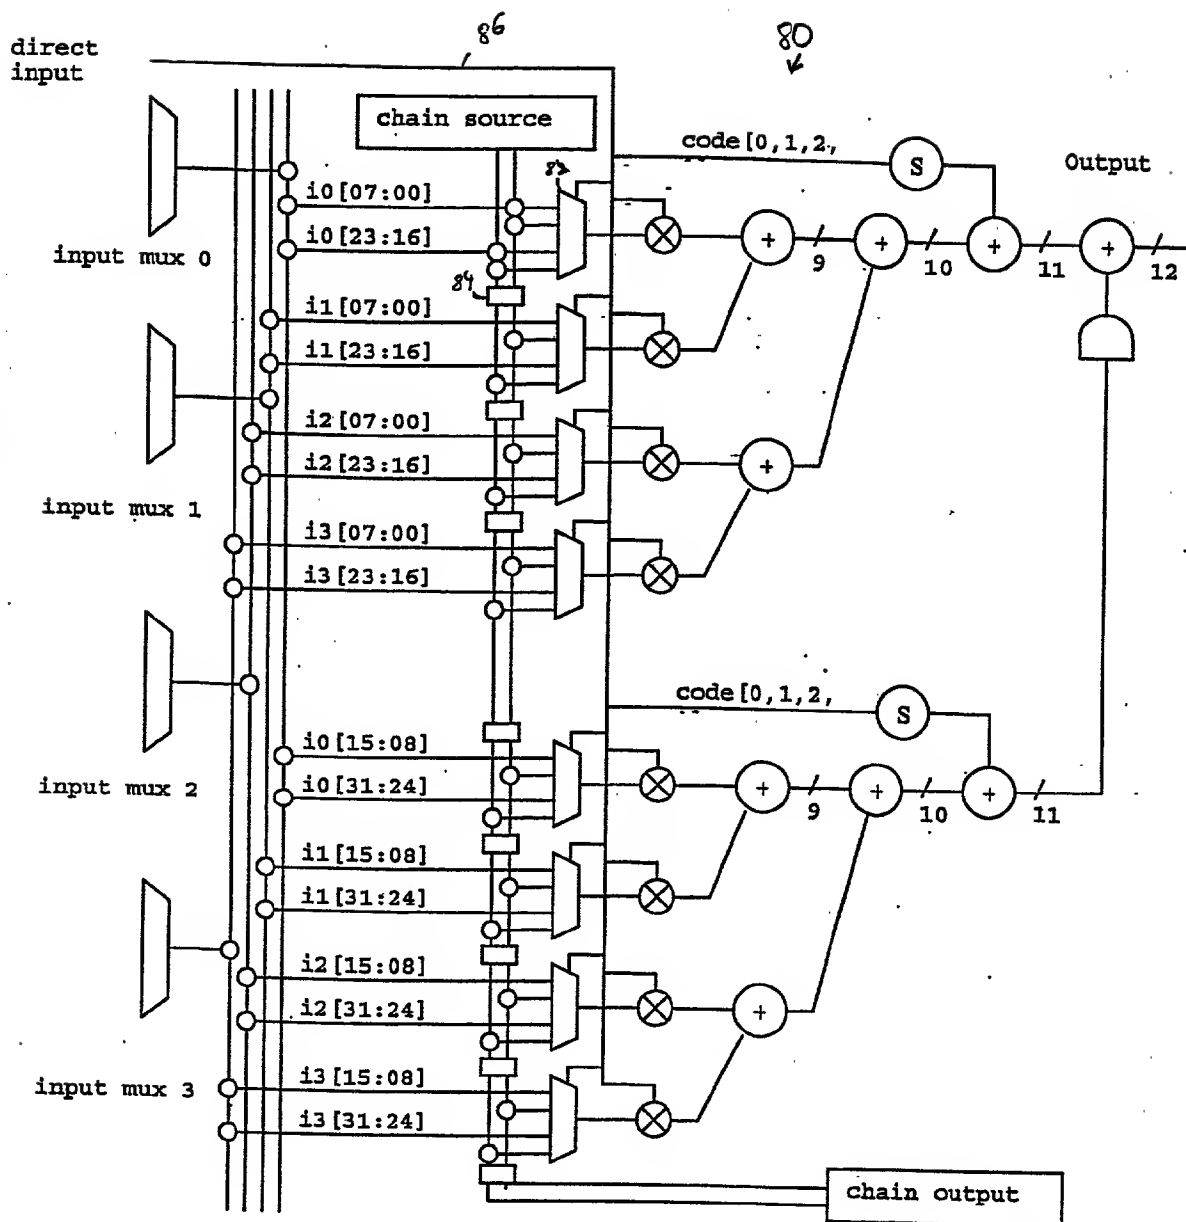 86
80
direct
input
chain source
code[0,1,2,
S
Output
82
i0[07:00]
i0[23:16]
input mux 0
+
9
+
10
+
11
+
12
84
i1[07:00]
i1[23:16]
i2[07:00]
i2[23:16]
+
input mux 1
i3[07:00]
i3[23:16]
code[0,1,2,
S
i0[15:08]
i0[31:24]
input mux 2
+
9
+
10
+
11
i1[15:08]
i1[31:24]
i2[15:08]
i2[31:24]
+
input mux 3
i3[15:08]
i3[31:24]
chain output